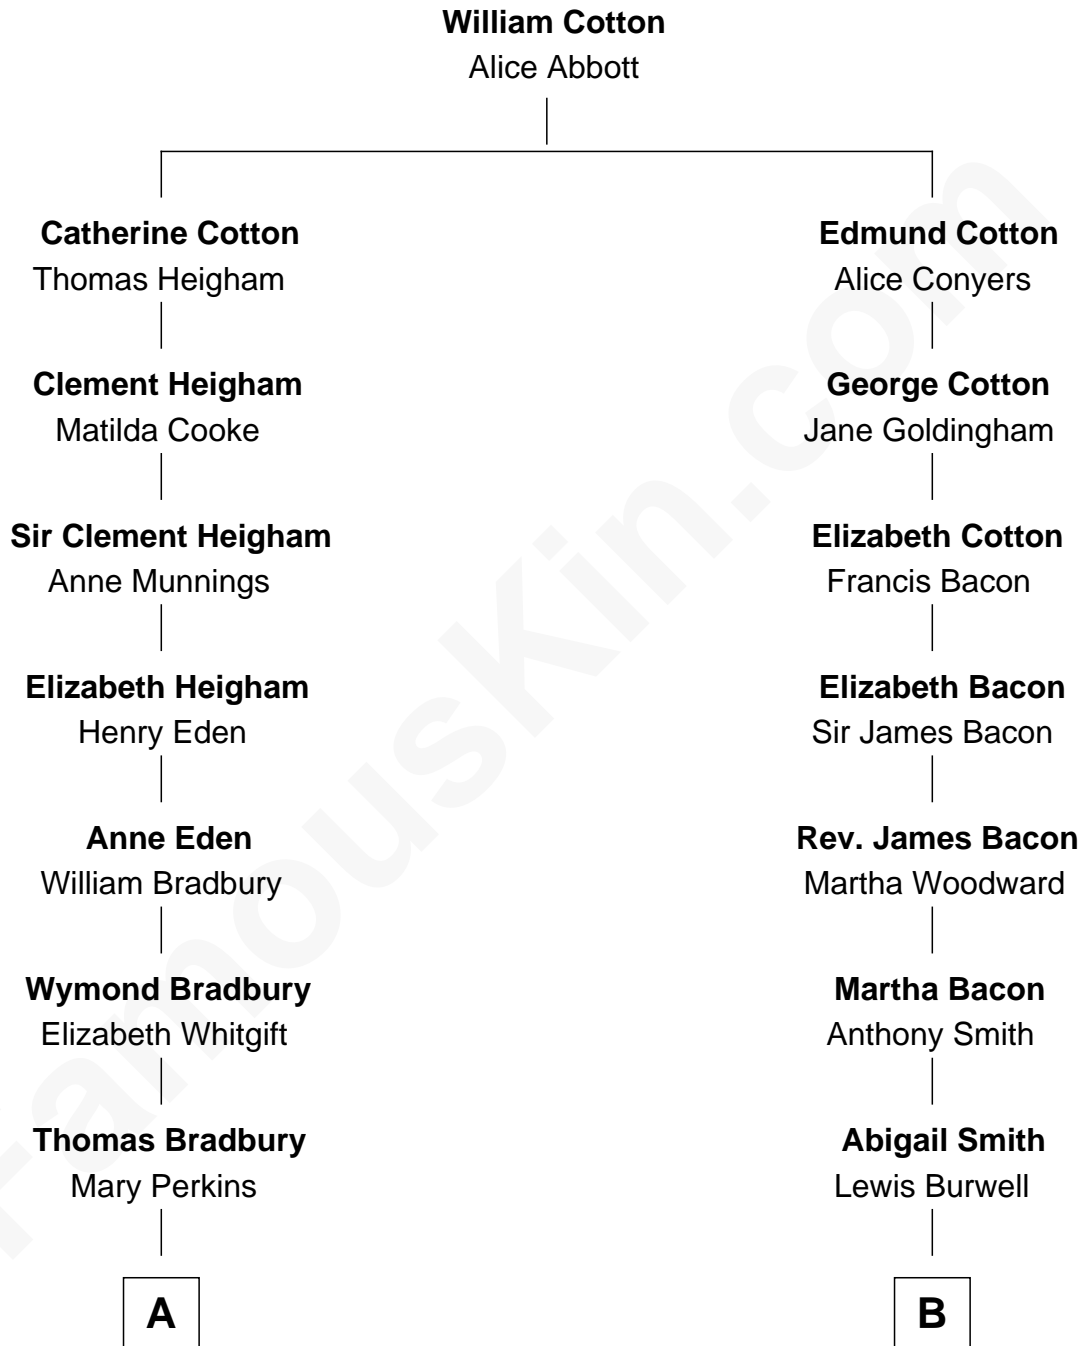 William Cotton
Alice Abbott
Catherine Cotton
Thomas Heigham
Edmund Cotton
Alice Conyers
Clement Heigham
Matilda Cooke
George Cotton
Jane Goldingham
Sir Clement Heigham
Anne Munnings
Elizabeth Cotton
Francis Bacon
Elizabeth Heigham
Henry Eden
Elizabeth Bacon
Sir James Bacon
Anne Eden
William Bradbury
Rev. James Bacon
Martha Woodward
Wymond Bradbury
Elizabeth Whitgift
Martha Bacon
Anthony Smith
Thomas Bradbury
Mary Perkins
Abigail Smith
Lewis Burwell
A
B
FamousKin.com